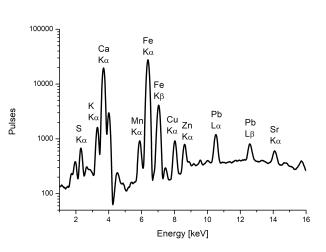 100000
Fe
Kα
Ca
Kα
10000
Fe
Kβ
K
Kα
S
Kα
Mn
Kα
Cu
Kα
Zn
Kα
Pb
Lα
Pb
Lβ
Sr
Kα
1000
100
Pulses
2 4 6 8 10 12 14 16
Energy [keV]